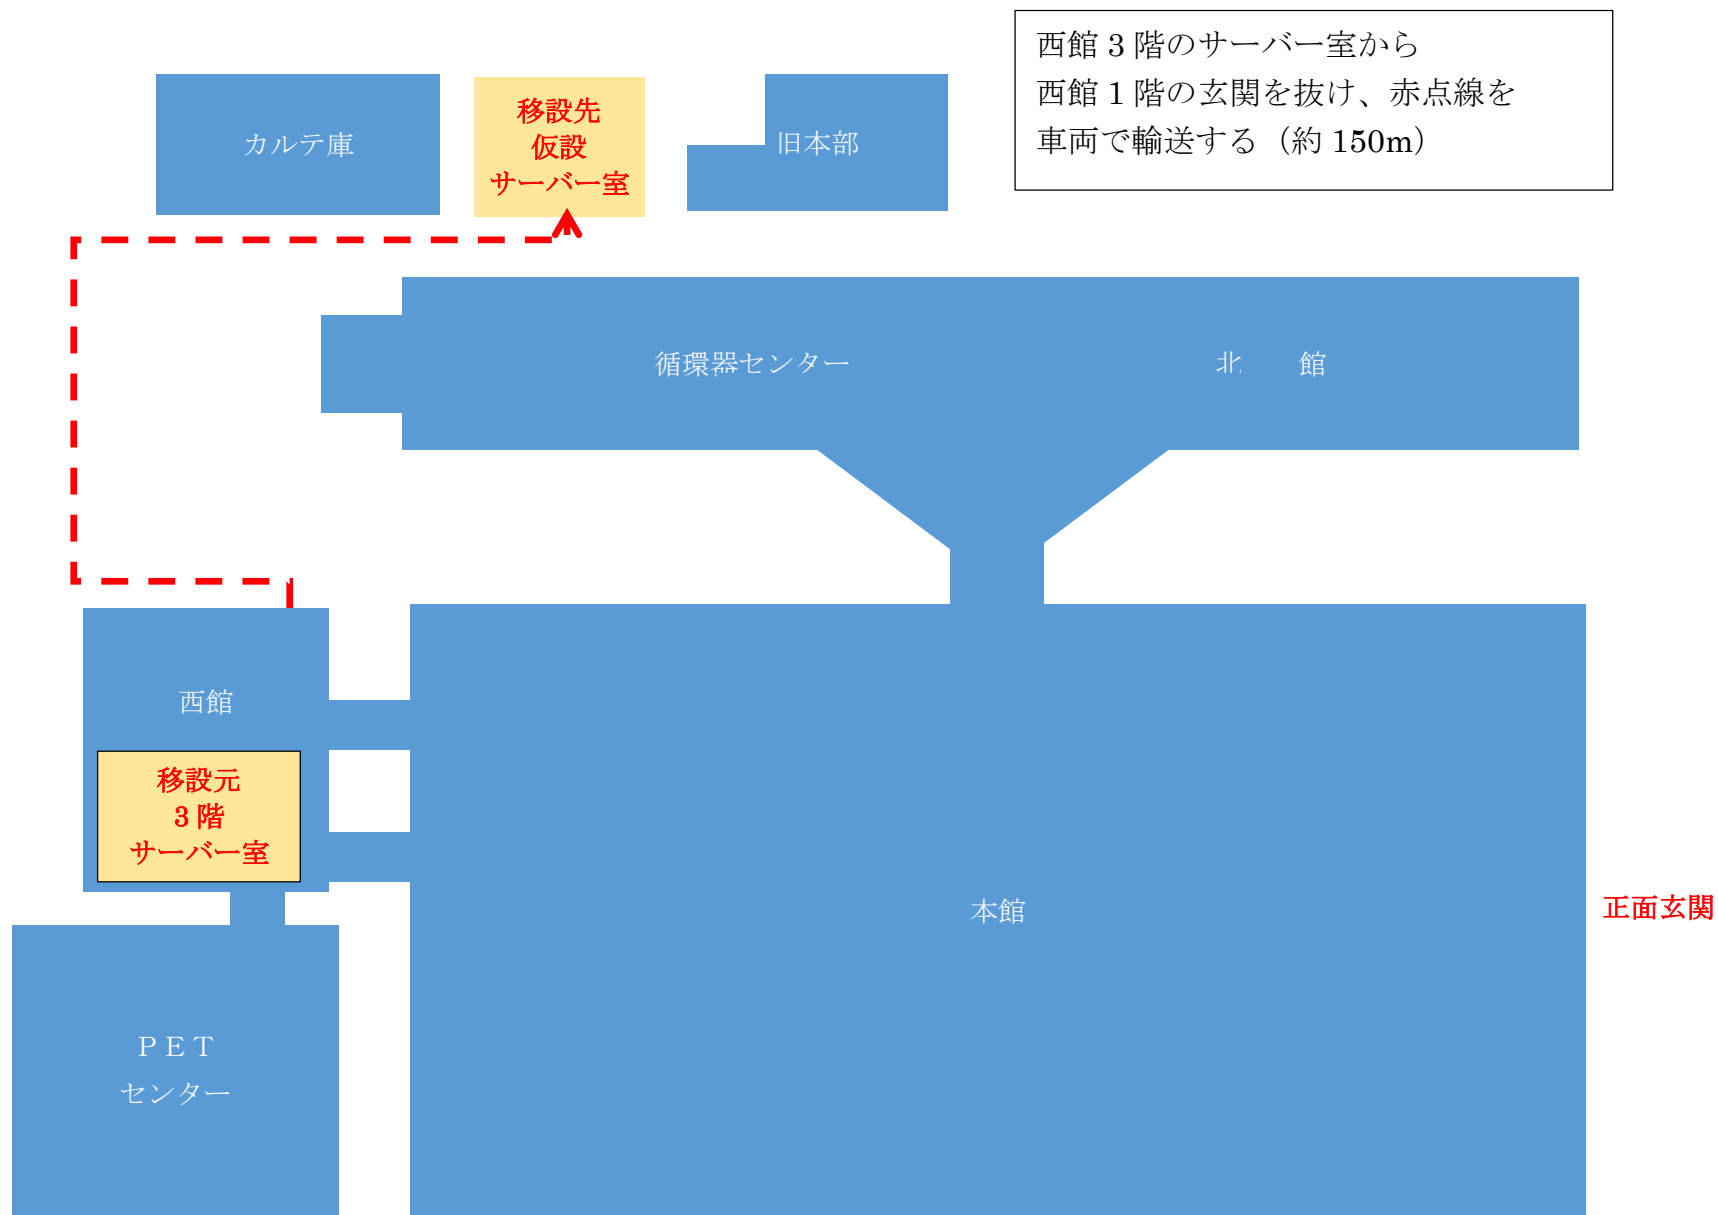 西館 3 階のサーバー室から
西館 1 階の玄関を抜け、赤点線を
車両で輸送する（約 150m）
カルテ庫
移設先
仮設
サーバー室
旧本部
循環器センター
北　　館
西館
移設元
3 階
サーバー室
本館
正面玄関
ＰＥＴ
センター